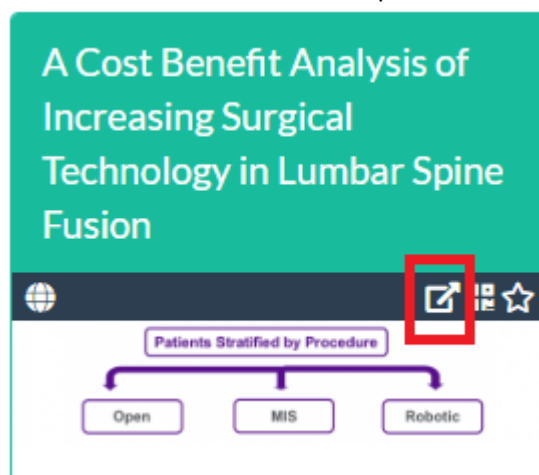 A Cost Benefit Analysis of
Increasing Surgical
Technology in Lumbar Spine
Fusion
Patients Stratified by Procedure
Open
MIS
Robotic